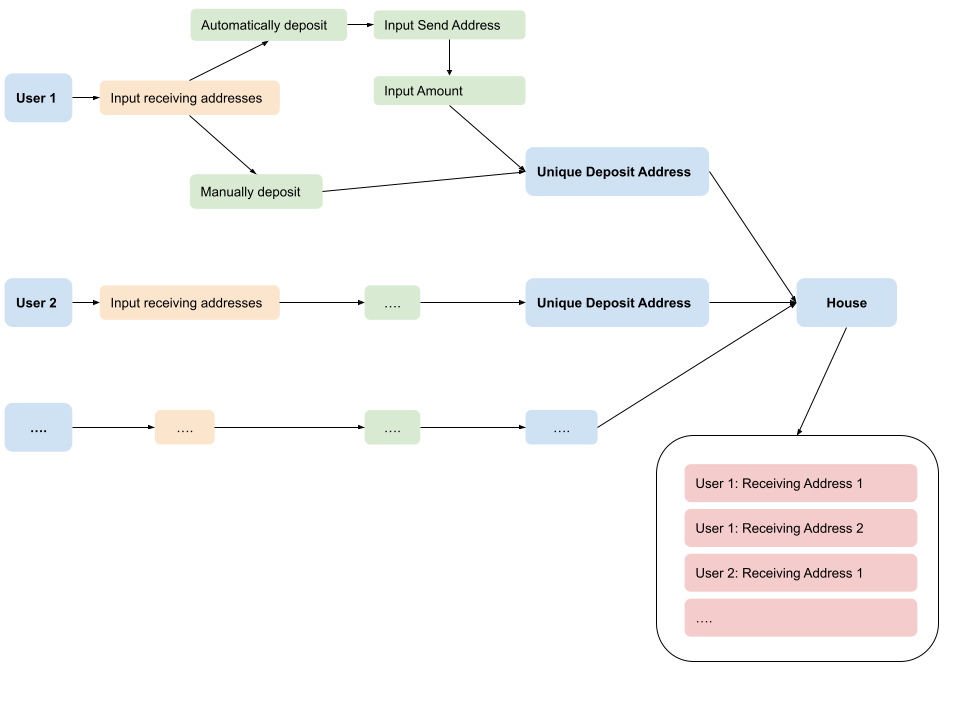 Automatically deposit
Input Send Address
User 1
Input receiving addresses
Input Amount
Manually deposit
Unique Deposit Address
User 2
Input receiving addresses
....
Unique Deposit Address
House
....
....
....
....
User 1: Receiving Address 1
User 1: Receiving Address 2
User 2: Receiving Address 1
....